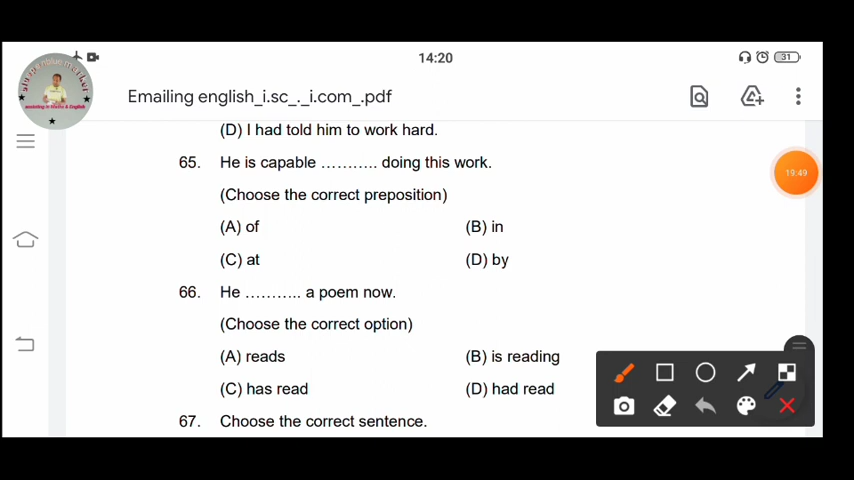 14:20
31
Emailing english_i.sc_._i.com_.pdf
(D) I had told him to work hard.
65. He is capable ........... doing this work.
(Choose the correct preposition)
(A) of (B) in
(C) at (D) by
19:49
66. He ........... a poem now.
(Choose the correct option)
(A) reads (B) is reading
(C) has read (D) had read
67. Choose the correct sentence.